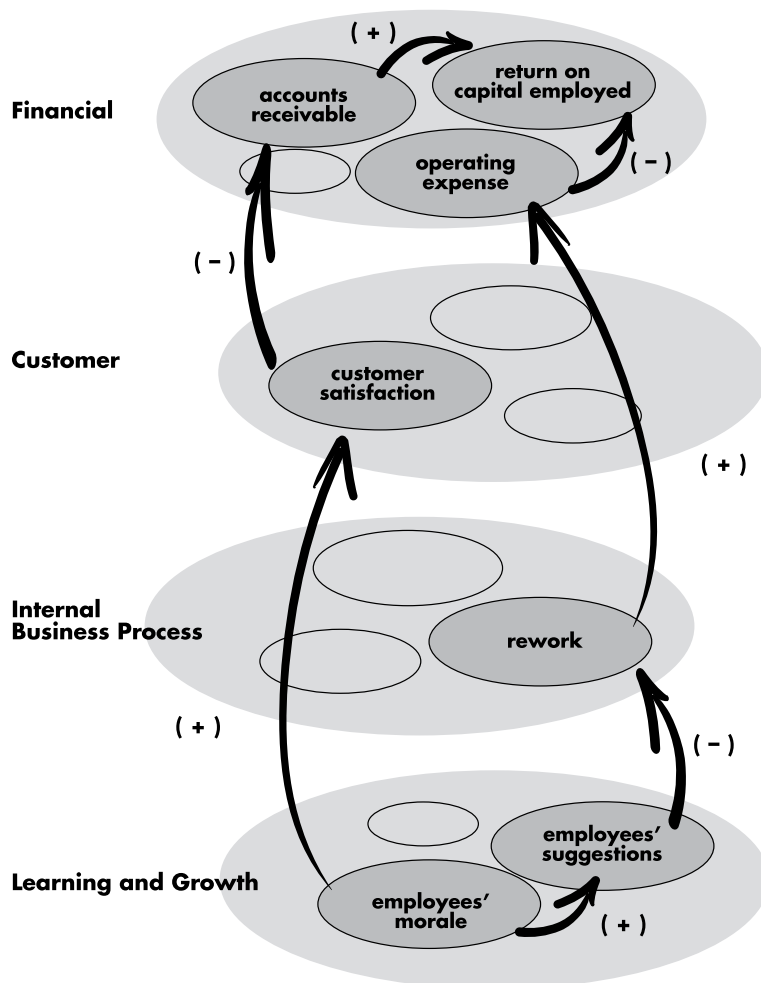 ( + )
return on
capital employed
accounts
receivable
Financial
operating
expense
( − )
( − )
Customer
customer
satisfaction
( + )
Internal
Business Process
rework
( + )
( − )
employees’
suggestions
Learning and Growth
employees’
morale
( + )